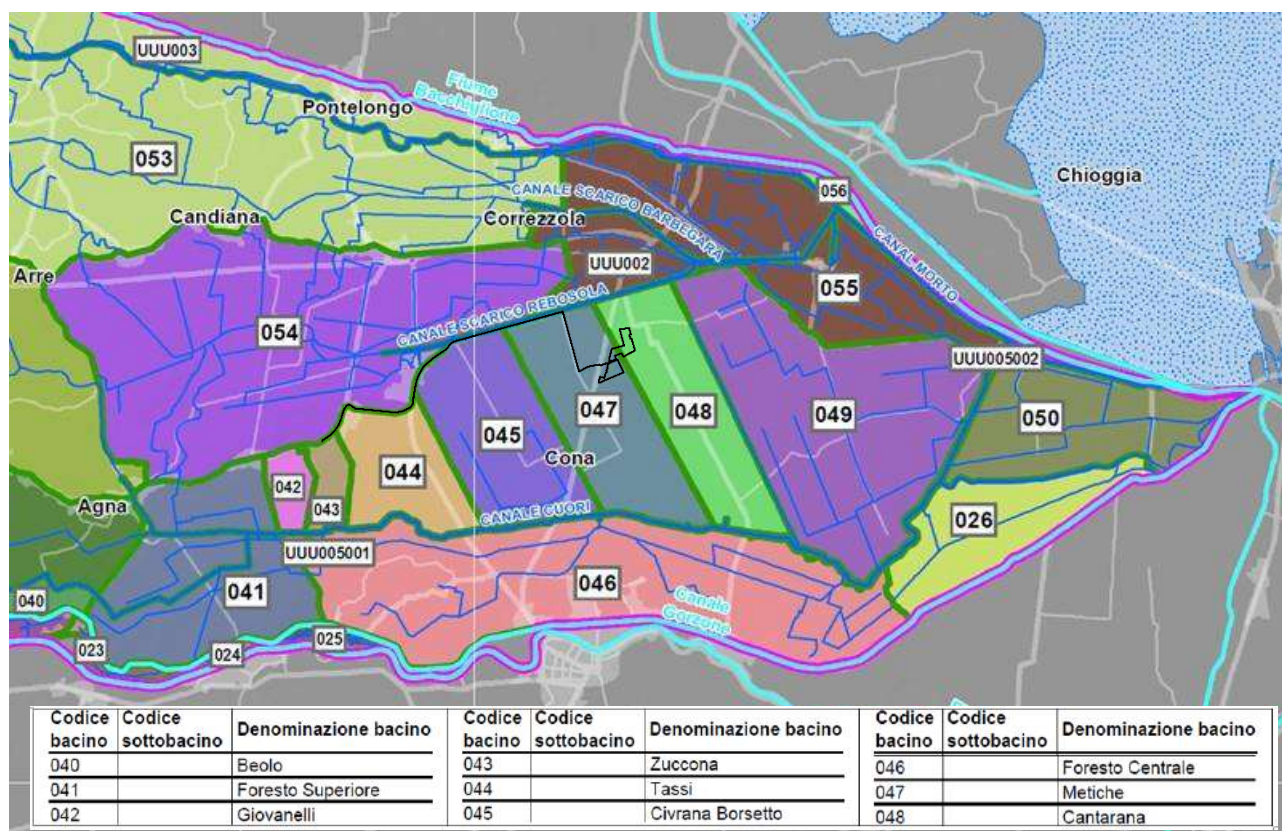 UUU003
Fiume
Bacchiglione
Pontelongo
053
056
Chioggia
CANALE SCARICO BARBEGARA
Candiana
Correzzola
CANAL MORTO
Arre
UUU002
055
054
CANALE SCARICO REBOSOLA
UUU005002
047
048
049
050
045
Cona
044
042
043
Agna
CANALE CUORI
026
UUU005001
046
041
040
Canale
Gorzone
025
023
024
Codice bacino Codice sottobacino Denominazione bacino
040 Beolo
041 Foresto Superiore
042 Giovanelli
Codice bacino Codice sottobacino Denominazione bacino
043 Zuccona
044 Tassi
045 Civrana Borsetto
Codice bacino Codice sottobacino Denominazione bacino
046 Foresto Centrale
047 Metiche
048 Cantarana